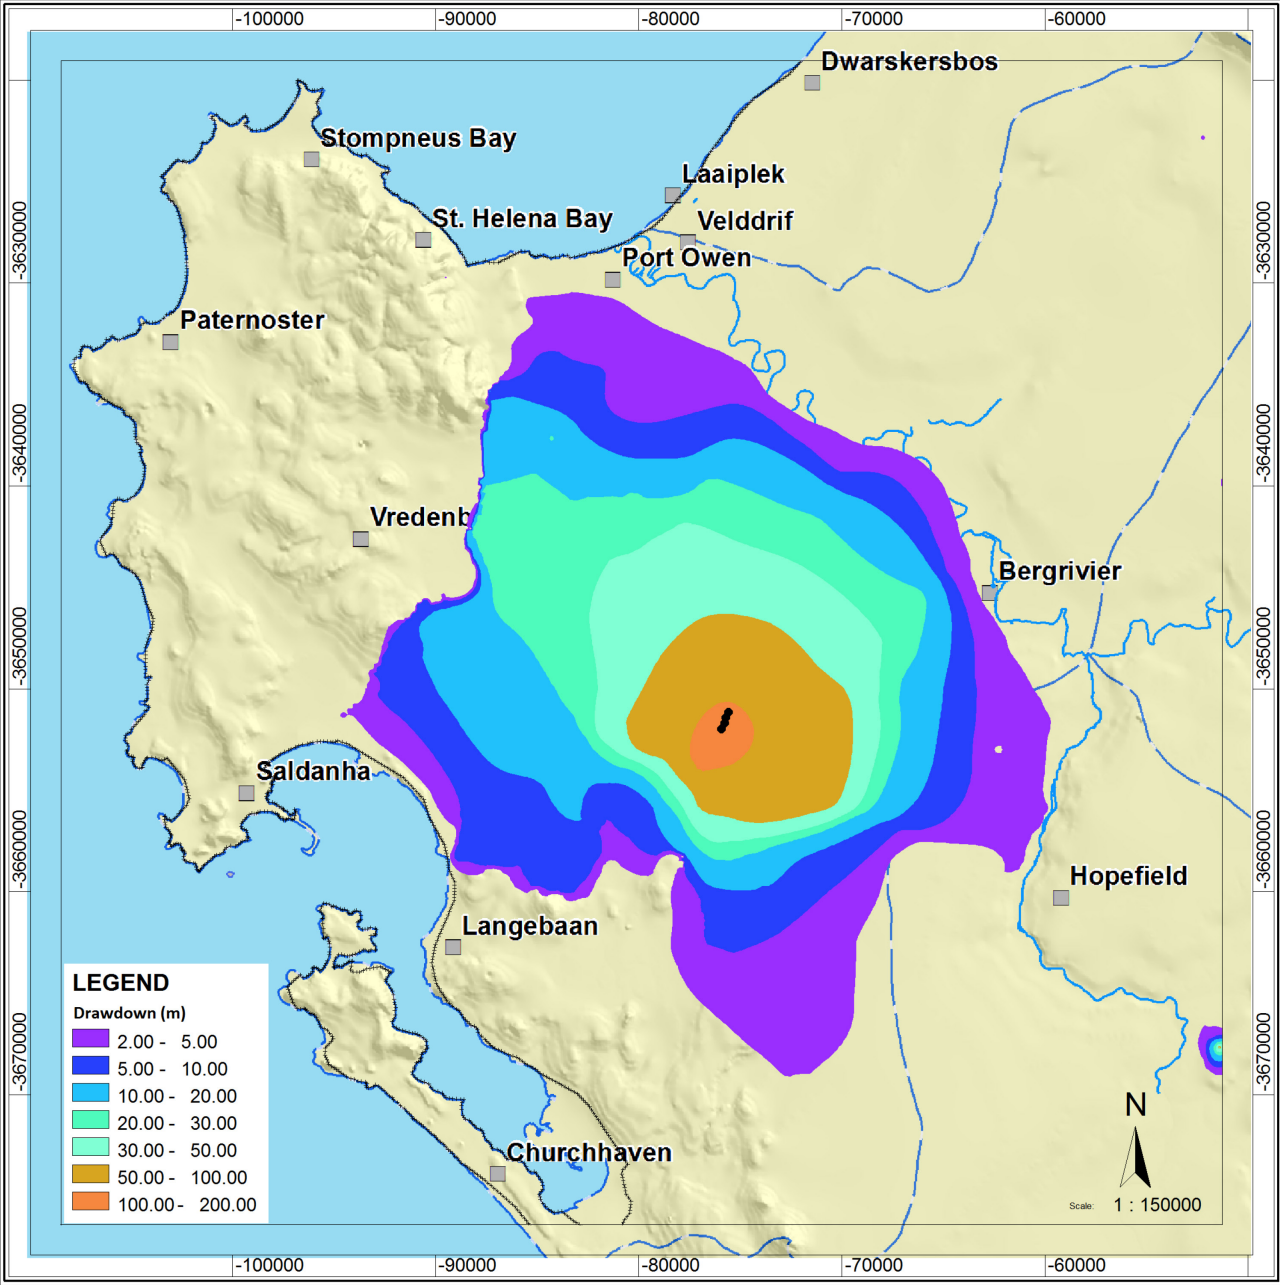 -100000 -90000 -80000 -70000 -60000
Dwarskersbos
Stompneus Bay
Laaiplek
St. Helena Bay
Velddrif
-3630000
-3630000
Port Owen
Paternoster
-3640000
-3640000
Vredenb
Bergrivier
-3650000
-3650000
Saldanha
-3660000
-3660000
Hopefield
Langebaan
LEGEND
Drawdown (m)
2.00 - 5.00
5.00 - 10.00
10.00 - 20.00
20.00 - 30.00
30.00 - 50.00
50.00 - 100.00
100.00 - 200.00
-3670000
-3670000
N
Churchhaven
Scale: 1 : 150000
-100000 -90000 -80000 -70000 -60000